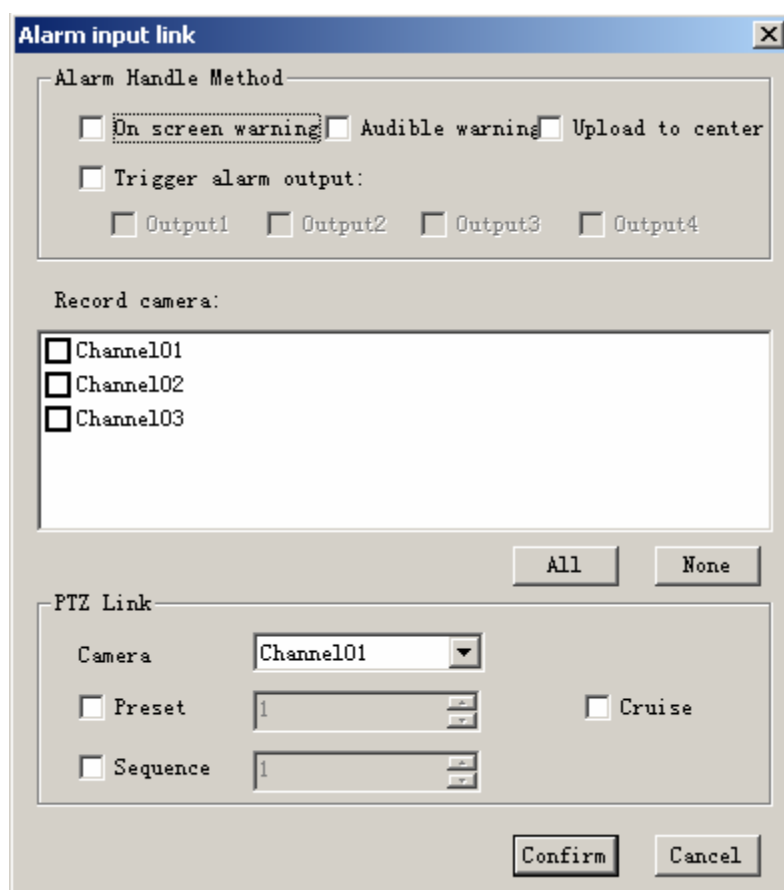 Alarm input link
Alarm Handle Method
On screen warning Audible warning Upload to center
Trigger alarm output:
Output1 Output2 Output3 Output4
Record camera:
Channel01
Channel02
Channel03
All None
PTZ Link
Camera Channel01
Preset 1 Cruise
Sequence 1
Confirm Cancel